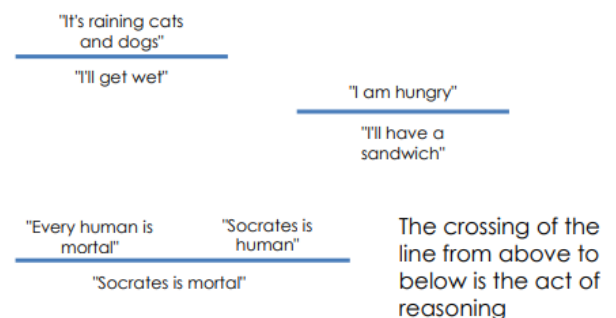 "It's raining cats
and dogs"
"I'll get wet"
"I am hungry"
"I'll have a
sandwich"
"Every human is
mortal"
"Socrates is
human"
"Socrates is mortal"
The crossing of the
line from above to
below is the act of
reasoning